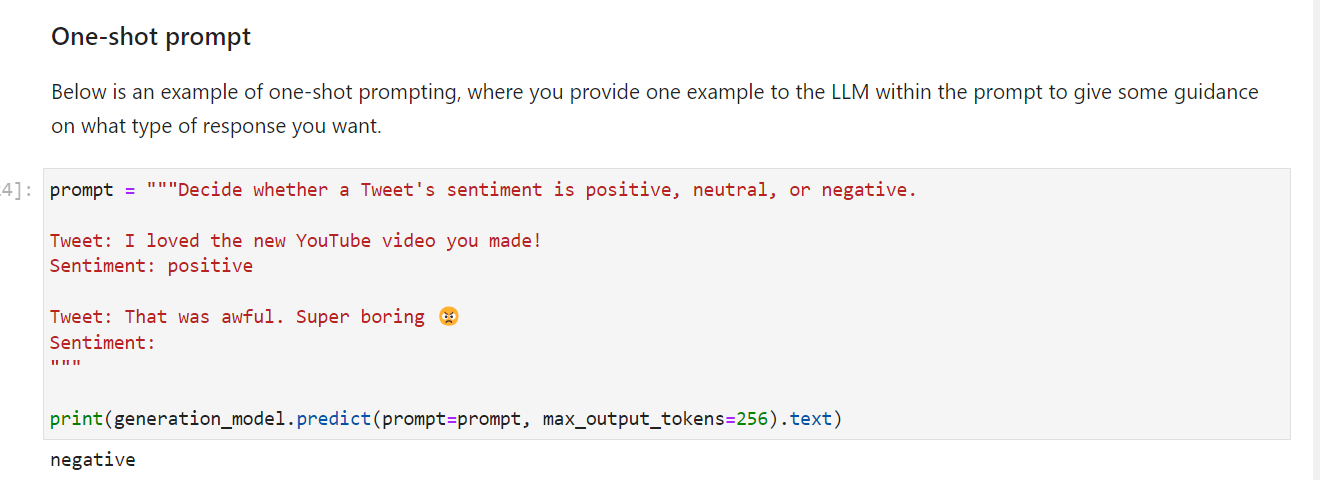 One-shot prompt
Below is an example of one-shot prompting, where you provide one example to the LLM within the prompt to give some guidance
on what type of response you want.
4]: prompt = """Decide whether a Tweet's sentiment is positive, neutral, or negative.
Tweet: I loved the new YouTube video you made!
Sentiment: positive
Tweet: That was awful. Super boring 😠
Sentiment:
"""
print(generation_model.predict(prompt=prompt, max_output_tokens=256).text)
negative